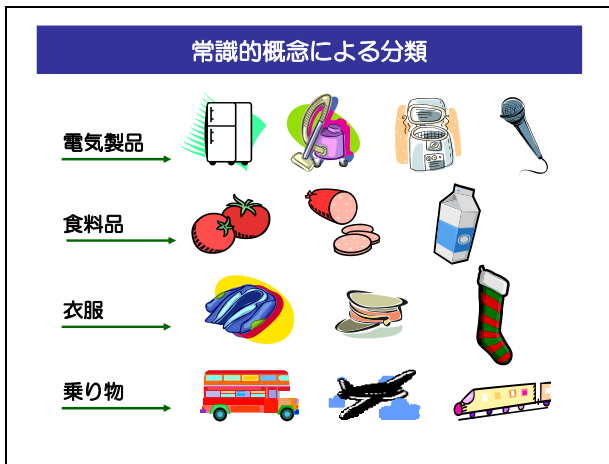 常識的概念による分類
電気製品
食料品
衣服
乗り物